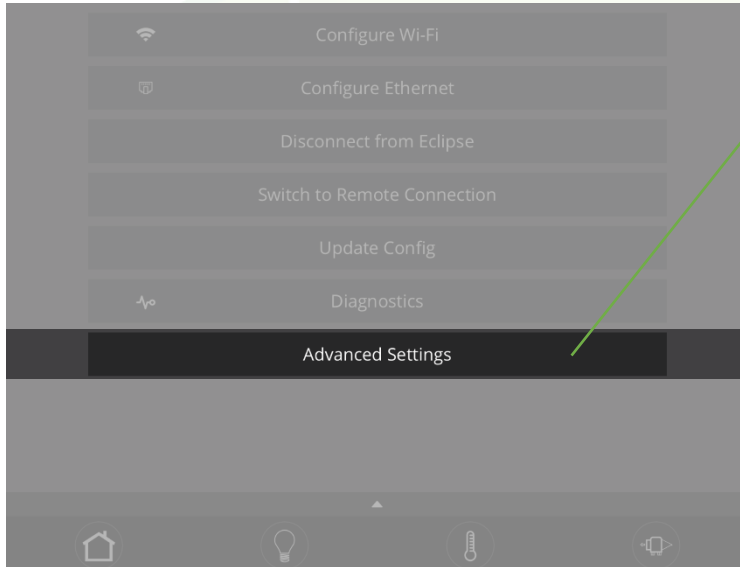 Configure Wi-Fi
Configure Ethernet
Disconnect from Eclipse
Switch to Remote Connection
Update Config
Diagnostics
Advanced Settings